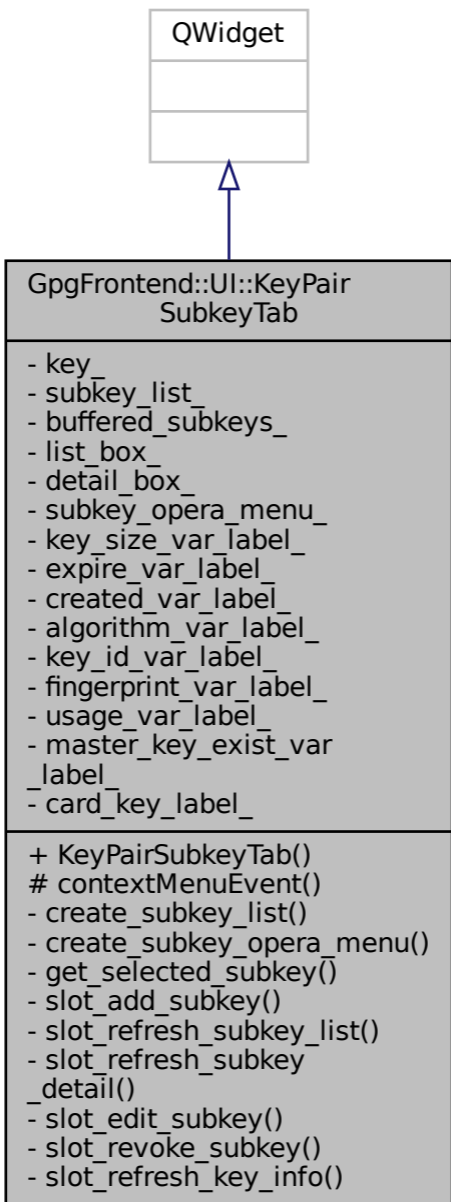 QWidget
GpgFrontend::UI::KeyPair
SubkeyTab
- key_
- subkey_list_
- buffered_subkeys_
- list_box_
- detail_box_
- subkey_opera_menu_
- key_size_var_label_
- expire_var_label_
- created_var_label_
- algorithm_var_label_
- key_id_var_label_
- fingerprint_var_label_
- usage_var_label_
- master_key_exist_var
_label_
- card_key_label_
+ KeyPairSubkeyTab()
# contextMenuEvent()
- create_subkey_list()
- create_subkey_opera_menu()
- get_selected_subkey()
- slot_add_subkey()
- slot_refresh_subkey_list()
- slot_refresh_subkey
_detail()
- slot_edit_subkey()
- slot_revoke_subkey()
- slot_refresh_key_info()